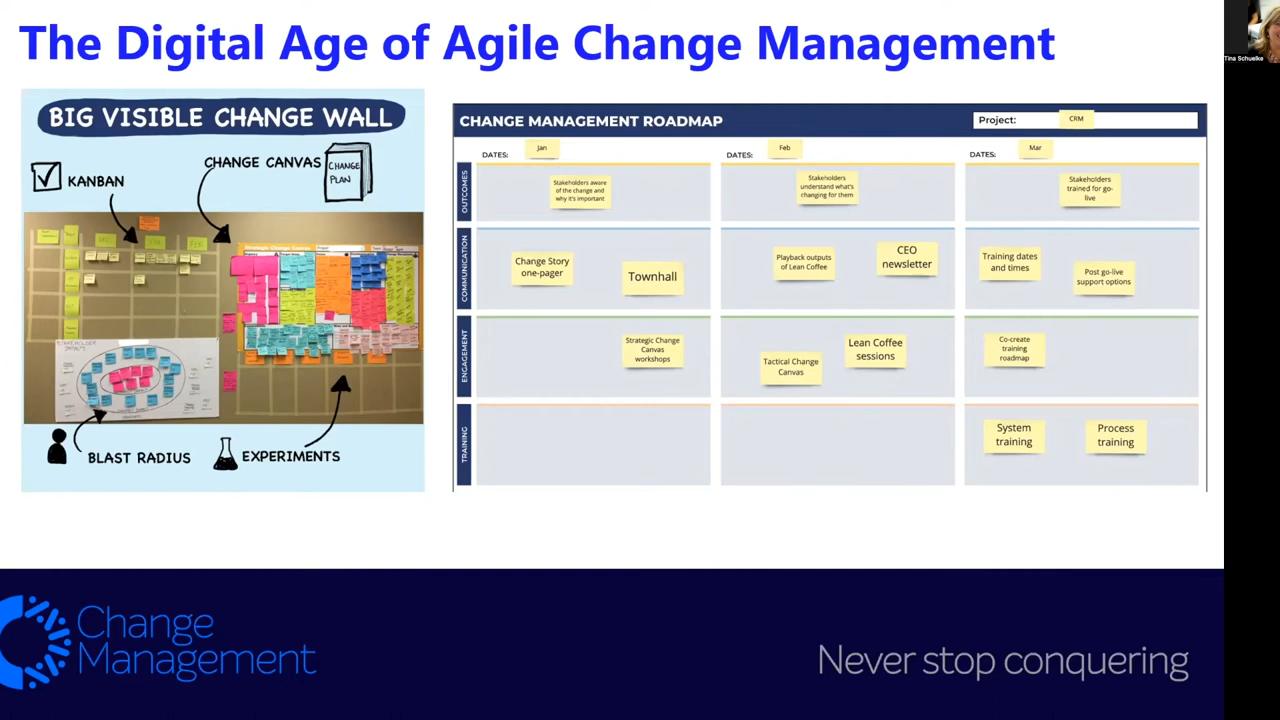 The Digital Age of Agile Change Management
Tina Schuelke
BIG VISIBLE CHANGE WALL
KANBAN
CHANGE CANVAS
CHANGE
PLAN
Strategic Change Canvas
BLAST RADIUS
EXPERIMENTS
CHANGE MANAGEMENT ROADMAP
Project:
CRM
DATES:
Jan
DATES:
Feb
DATES:
Mar
OUTCOMES
Stakeholders aware
of the change and
why it's important
Stakeholders
understand what's
changing for them
Stakeholders
trained for go-
live
COMMUNICATION
Change Story
one-pager
Townhall
Playback outputs
of Lean Coffee
CEO
newsletter
Training dates
and times
Post go-live
support options
ENGAGEMENT
Strategic Change
Canvas
workshops
Tactical Change
Canvas
Lean Coffee
sessions
Co-create
training
roadmap
TRAINING
System
training
Process
training
Change
Management
Never stop conquering